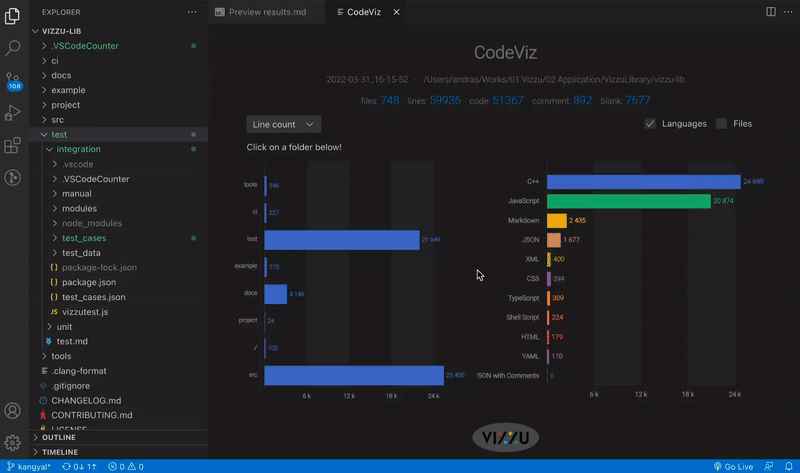 EXPLORER
VIZZU-LIB
.VSCodeCounter
ci
docs
example
project
src
test
integration
.vscode
.VSCodeCounter
manual
modules
node_modules
test_cases
test_data
package-lock.json
package.json
test_cases.json
vizzutest.js
unit
test.md
tools
.clang-format
.gitignore
CHANGELOG.md
CONTRIBUTING.md
LICENSE
OUTLINE
TIMELINE
106
Preview results.md
CodeViz
CodeViz
2022-03-31_16-15-52 - /Users/andras/Works/01 Vizzu/02 Application/VizzuLibrary/vizzu-lib
files: 748 lines: 59936 code: 51367 comment: 892 blank: 7677
Line count
Languages
Files
Click on a folder below!
tools 246
ci 227
test 21 949
example 273
docs 3 146
project 24
./ 102
src 25 400
6 k 12 k 18 k 24 k
C++ 24 699
JavaScript 20 874
Markdown 2 435
JSON 1 677
XML 400
CSS 394
TypeScript 309
Shell Script 224
HTML 179
YAML 170
JSON with Comments 6
6 k 12 k 18 k 24 k
VIZZU
kangyal* 0↓ 1↑ 0 0
Go Live